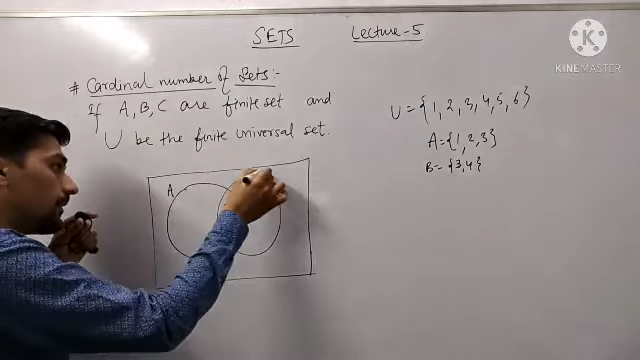 SETS Lecture-5
# Cardinal number of Sets:-
If A, B, C are finite set and
U be the finite universal set.
A
U = {1, 2, 3, 4, 5, 6}
A = {1, 2, 3}
B = {3, 4}
K
KINEMASTER